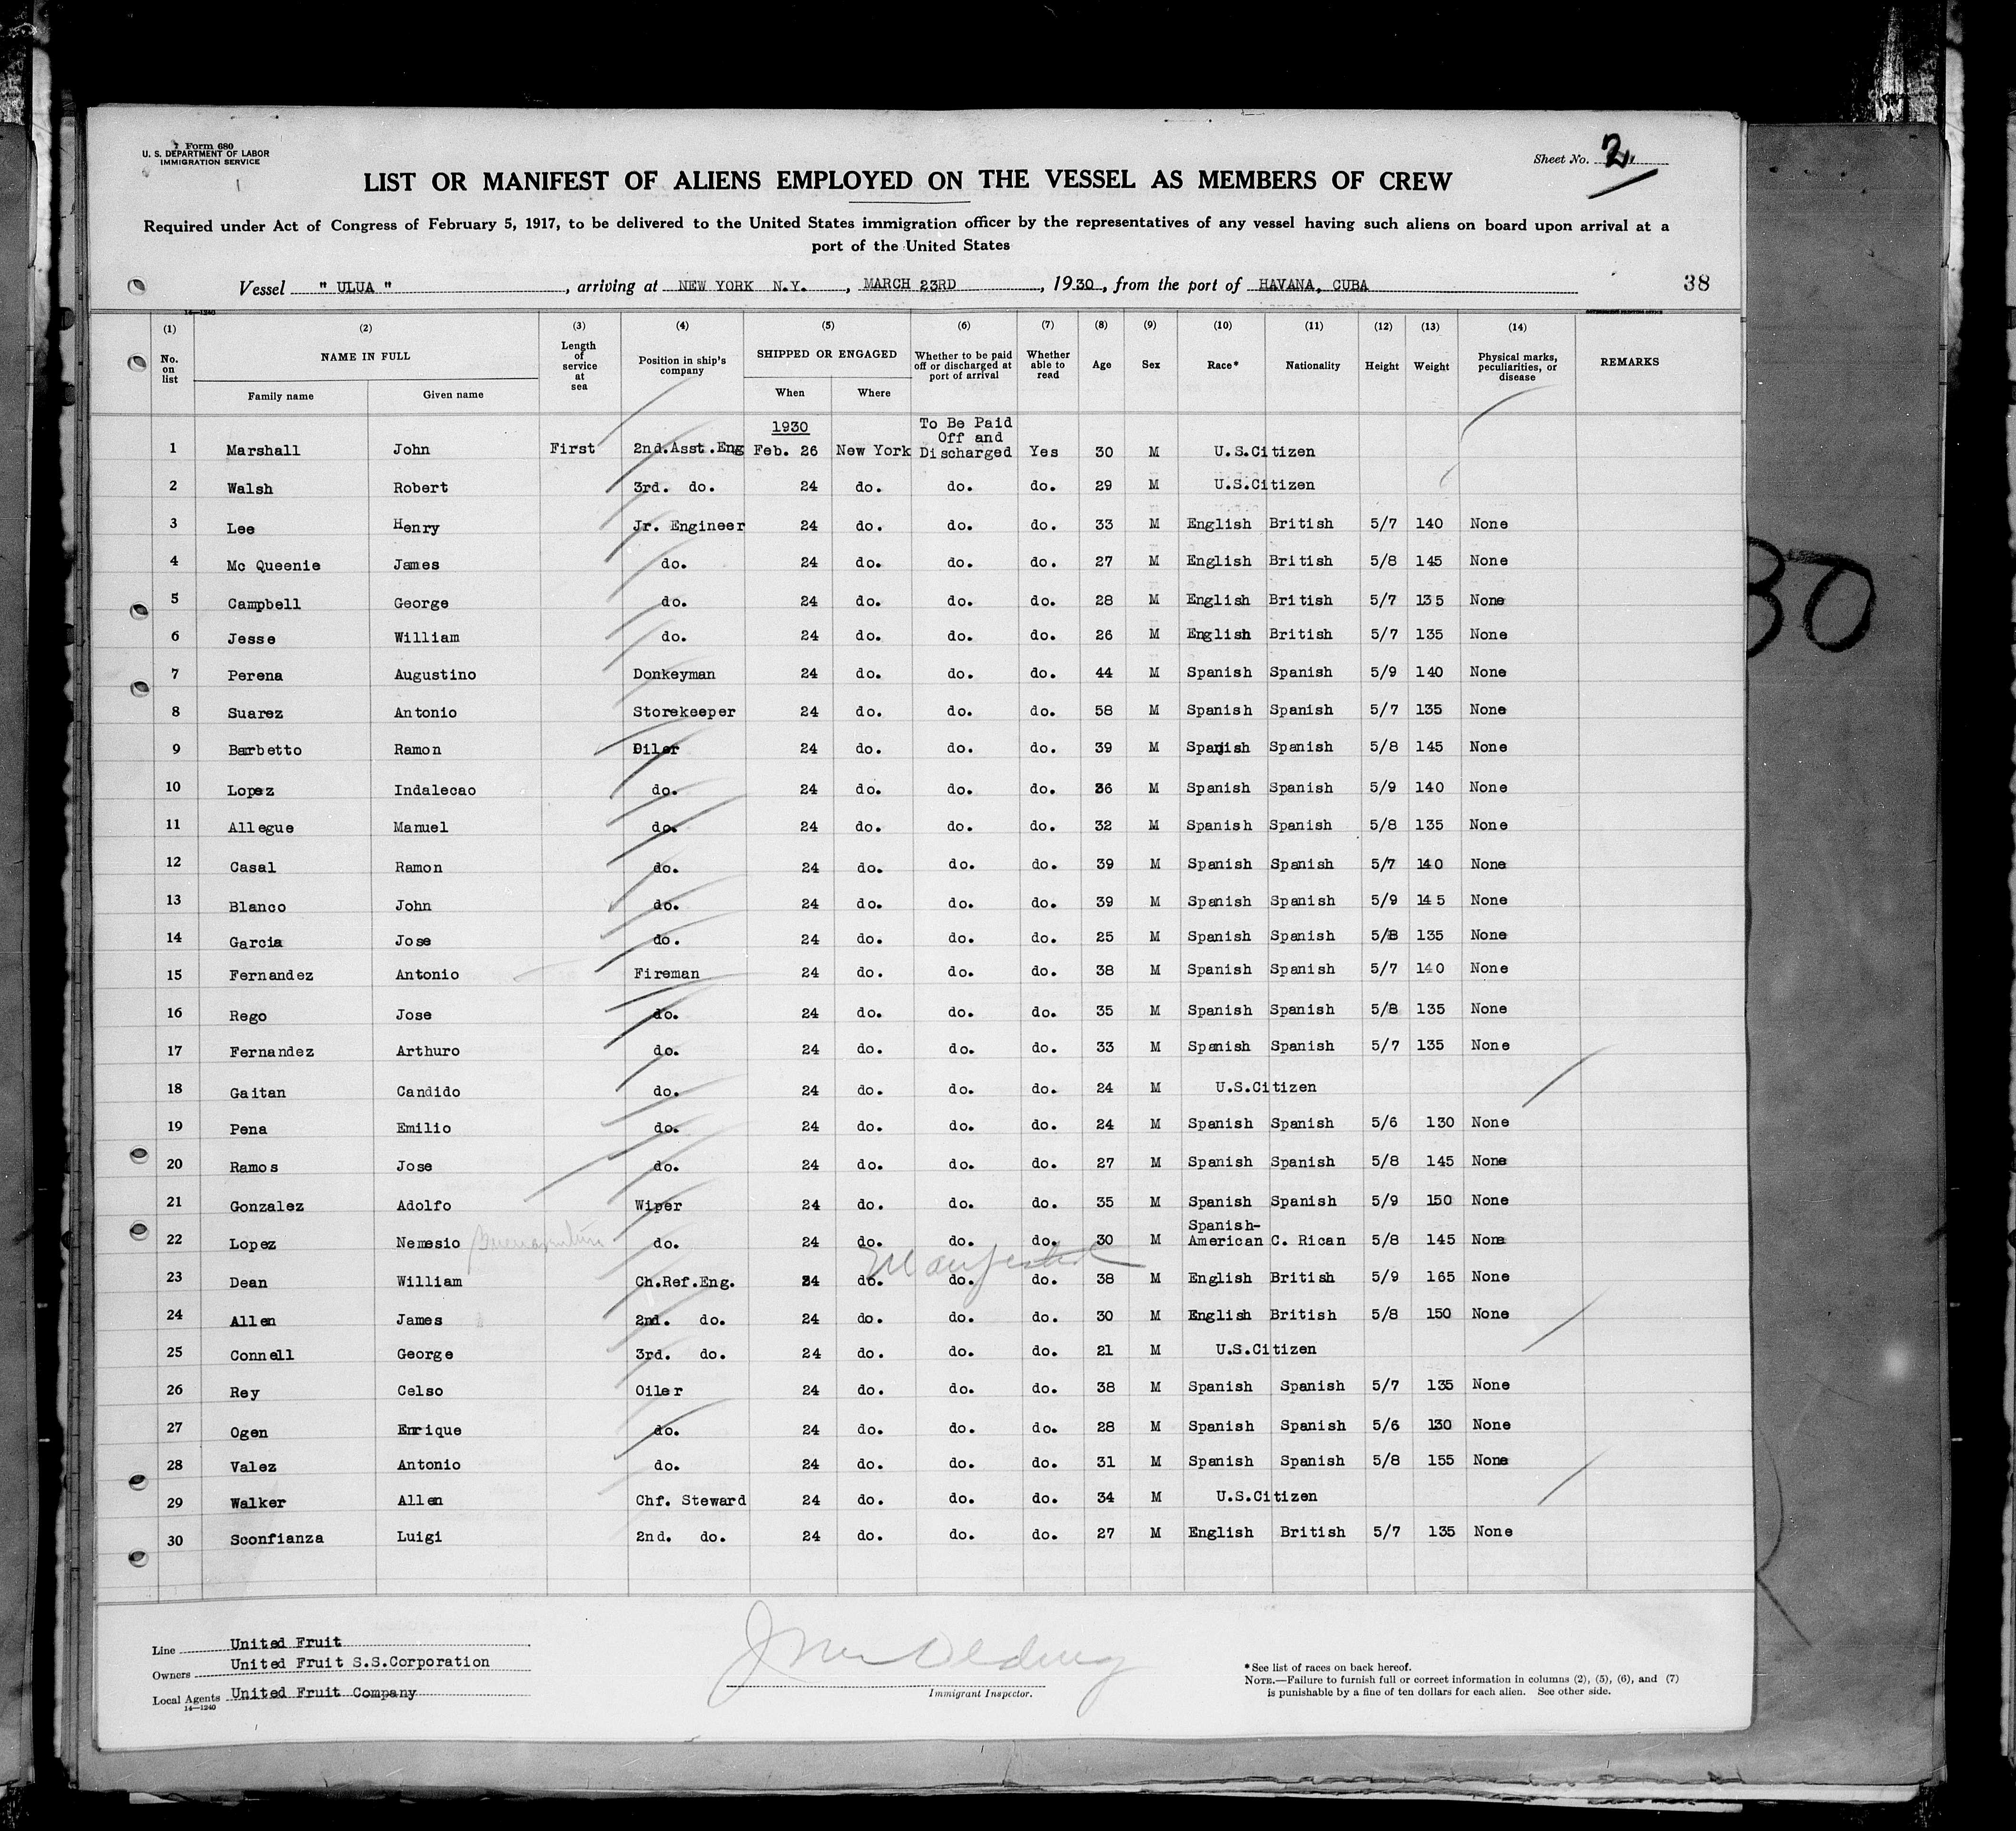 Form 680
U. S. DEPARTMENT OF LABOR
IMMIGRATION SERVICE
Sheet No. 2
LIST OR MANIFEST OF ALIENS EMPLOYED ON THE VESSEL AS MEMBERS OF CREW
Required under Act of Congress of February 5, 1917, to be delivered to the United States immigration officer by the representatives of any vessel having such aliens on board upon arrival at a
port of the United States
Vessel " ULUA " , arriving at NEW YORK N.Y. , MARCH 23RD , 1930, from the port of HAVANA, CUBA
38
14—1240
(1) (2) (3) (4) (5) (6) (7) (8) (9) (10) (11) (12) (13) (14)
No. on list NAME IN FULL Length of service at sea Position in ship's company SHIPPED OR ENGAGED Whether to be paid off or discharged at port of arrival Whether able to read Age Sex Race* Nationality Height Weight Physical marks, peculiarities, or disease REMARKS
Family name Given name When Where
1930 To Be Paid
Off and
1 Marshall John First 2nd.Asst.Eng Feb. 26 New York Discharged Yes 30 M U.S.Citizen
2 Walsh Robert 3rd. do. 24 do. do. do. 29 M U.S.Citizen
3 Lee Henry Jr. Engineer 24 do. do. do. 33 M English British 5/7 140 None
4 Mc Queenie James do. 24 do. do. do. 27 M English British 5/8 145 None
5 Campbell George do. 24 do. do. do. 28 M English British 5/7 135 None
6 Jesse William do. 24 do. do. do. 26 M English British 5/7 135 None
7 Perena Augustino Donkeyman 24 do. do. do. 44 M Spanish Spanish 5/9 140 None
8 Suarez Antonio Storekeeper 24 do. do. do. 58 M Spanish Spanish 5/7 135 None
9 Barbetto Ramon Oiler 24 do. do. do. 39 M Spanish Spanish 5/8 145 None
10 Lopez Indalecao do. 24 do. do. do. 36 M Spanish Spanish 5/9 140 None
11 Allegue Manuel do. 24 do. do. do. 32 M Spanish Spanish 5/8 135 None
12 Casal Ramon do. 24 do. do. do. 39 M Spanish Spanish 5/7 140 None
13 Blanco John do. 24 do. do. do. 39 M Spanish Spanish 5/9 145 None
14 Garcia Jose do. 24 do. do. do. 25 M Spanish Spanish 5/8 135 None
15 Fernandez Antonio Fireman 24 do. do. do. 38 M Spanish Spanish 5/7 140 None
16 Rego Jose do. 24 do. do. do. 35 M Spanish Spanish 5/8 135 None
17 Fernandez Arthuro do. 24 do. do. do. 33 M Spanish Spanish 5/7 135 None
18 Gaitan Candido do. 24 do. do. do. 24 M U.S.Citizen
19 Pena Emilio do. 24 do. do. do. 24 M Spanish Spanish 5/6 130 None
20 Ramos Jose do. 24 do. do. do. 27 M Spanish Spanish 5/8 145 None
21 Gonzalez Adolfo Wiper 24 do. do. do. 35 M Spanish Spanish 5/9 150 None
Spanish-
22 Lopez Nemesio do. 24 do. do. do. 30 M American C. Rican 5/8 145 None
Manifested
23 Dean William Ch.Ref.Eng. 24 do. do. do. 38 M English British 5/9 165 None
24 Allen James 2nd. do. 24 do. do. do. 30 M English British 5/8 150 None
25 Connell George 3rd. do. 24 do. do. do. 21 M U.S.Citizen
26 Rey Celso Oiler 24 do. do. do. 38 M Spanish Spanish 5/7 135 None
27 Ogen Enrique do. 24 do. do. do. 28 M Spanish Spanish 5/6 130 None
28 Valez Antonio do. 24 do. do. do. 31 M Spanish Spanish 5/8 155 None
29 Walker Allen Chf. Steward 24 do. do. do. 34 M U.S.Citizen
30 Sconfianza Luigi 2nd. do. 24 do. do. do. 27 M English British 5/7 135 None
Line United Fruit
Owners United Fruit S.S.Corporation
Local Agents United Fruit Company
14—1240
Immigrant Inspector.
*See list of races on back hereof.
NOTE.—Failure to furnish full or correct information in columns (2), (5), (6), and (7)
is punishable by a fine of ten dollars for each alien. See other side.
30